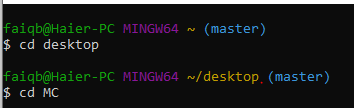 faiqb@Haier-PC MINGW64 ~ (master)
$ cd desktop
faiqb@Haier-PC MINGW64 ~/desktop (master)
$ cd MC